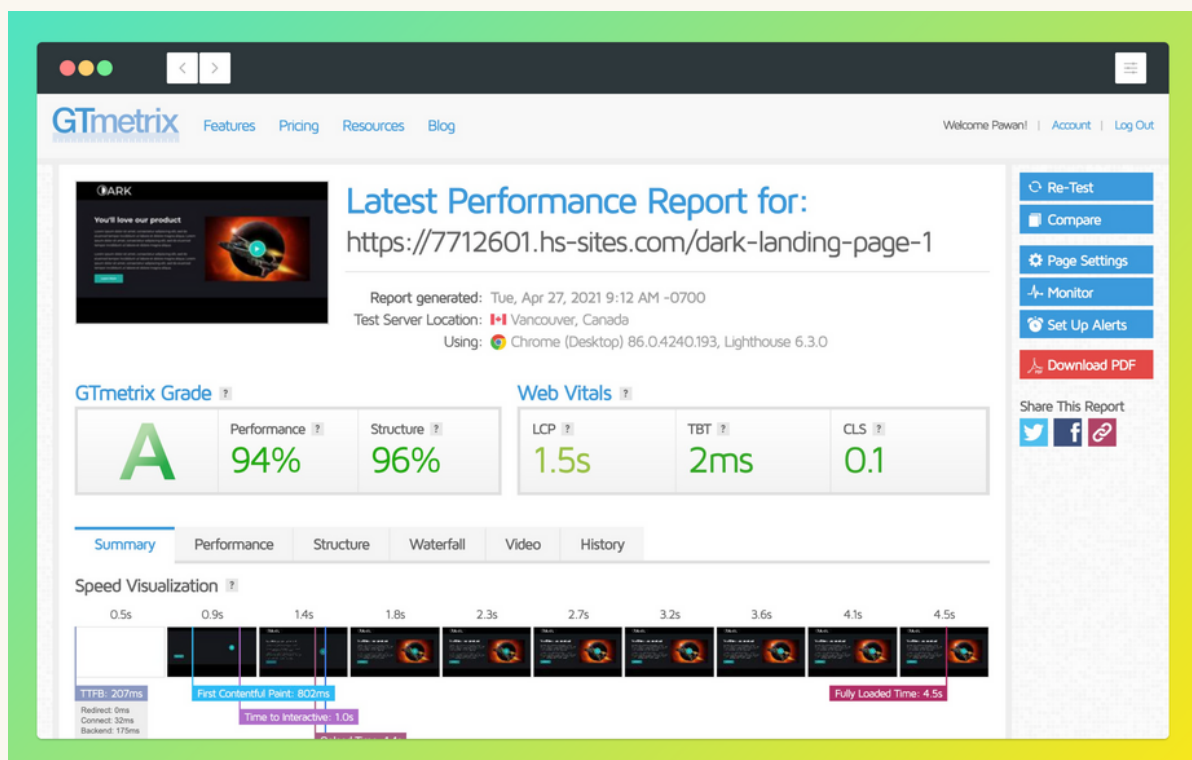 GTmetrix Features Pricing Resources Blog Welcome Pawan! | Account | Log Out
DARK
You'll love our product
Latest Performance Report for:
https://7712601.hs-sites.com/dark-landing-page-1
Report generated: Tue, Apr 27, 2021 9:12 AM -0700
Test Server Location: Vancouver, Canada
Using: Chrome (Desktop) 86.0.4240.193, Lighthouse 6.3.0
Re-Test
Compare
Page Settings
Monitor
Set Up Alerts
Download PDF
Share This Report
GTmetrix Grade ?
A
Performance ?
94%
Structure ?
96%
Web Vitals ?
LCP ?
1.5s
TBT ?
2ms
CLS ?
0.1
Summary Performance Structure Waterfall Video History
Speed Visualization ?
0.5s 0.9s 1.4s 1.8s 2.3s 2.7s 3.2s 3.6s 4.1s 4.5s
TTFB: 207ms
Redirect: 0ms
Connect: 32ms
Backend: 175ms
First Contentful Paint: 802ms
Time to Interactive: 1.0s
Fully Loaded Time: 4.5s